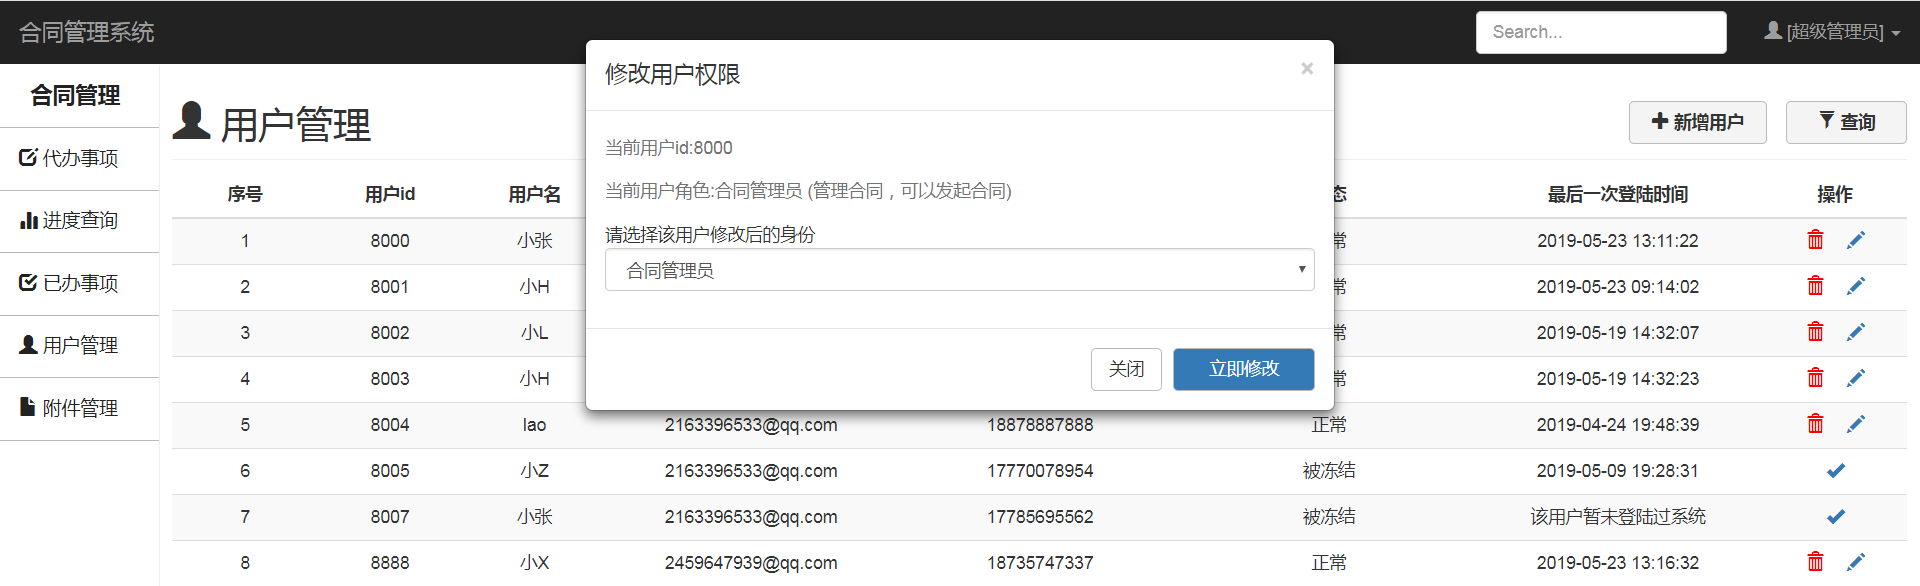 合同管理系统
Search...
[超级管理员]
合同管理
代办事项
进度查询
已办事项
用户管理
附件管理
用户管理
新增用户
查询
修改用户权限
×
当前用户id:8000
当前用户角色:合同管理员 (管理合同，可以发起合同)
请选择该用户修改后的身份
合同管理员
关闭
立即修改
序号 用户id 用户名 态 最后一次登陆时间 操作
1 8000 小张 常 2019-05-23 13:11:22
2 8001 小H 常 2019-05-23 09:14:02
3 8002 小L 常 2019-05-19 14:32:07
4 8003 小H 常 2019-05-19 14:32:23
5 8004 lao 2163396533@qq.com 18878887888 正常 2019-04-24 19:48:39
6 8005 小Z 2163396533@qq.com 17770078954 被冻结 2019-05-09 19:28:31
7 8007 小张 2163396533@qq.com 17785695562 被冻结 该用户暂未登陆过系统
8 8888 小X 2459647939@qq.com 18735747337 正常 2019-05-23 13:16:32